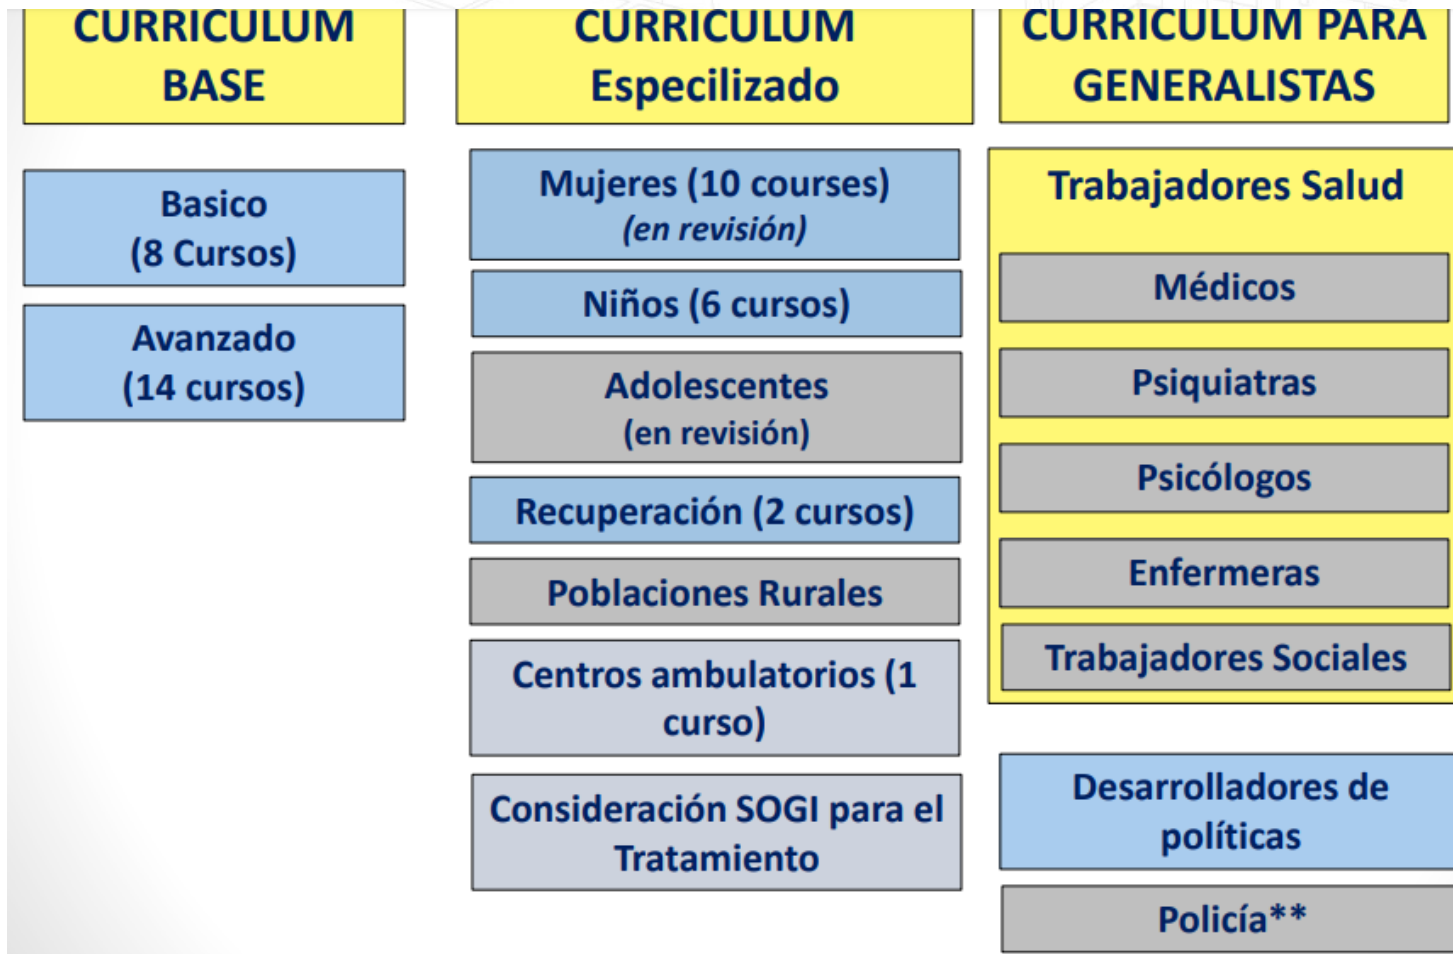 CURRICULUM
BASE
Basico
(8 Cursos)
Avanzado
(14 cursos)
CURRICULUM
Especilizado
Mujeres (10 courses)
(en revisión)
Niños (6 cursos)
Adolescentes
(en revisión)
Recuperación (2 cursos)
Poblaciones Rurales
Centros ambulatorios (1
curso)
Consideración SOGI para el
Tratamiento
CURRICULUM PARA
GENERALISTAS
Trabajadores Salud
Médicos
Psiquiatras
Psicólogos
Enfermeras
Trabajadores Sociales
Desarrolladores de
políticas
Policía**